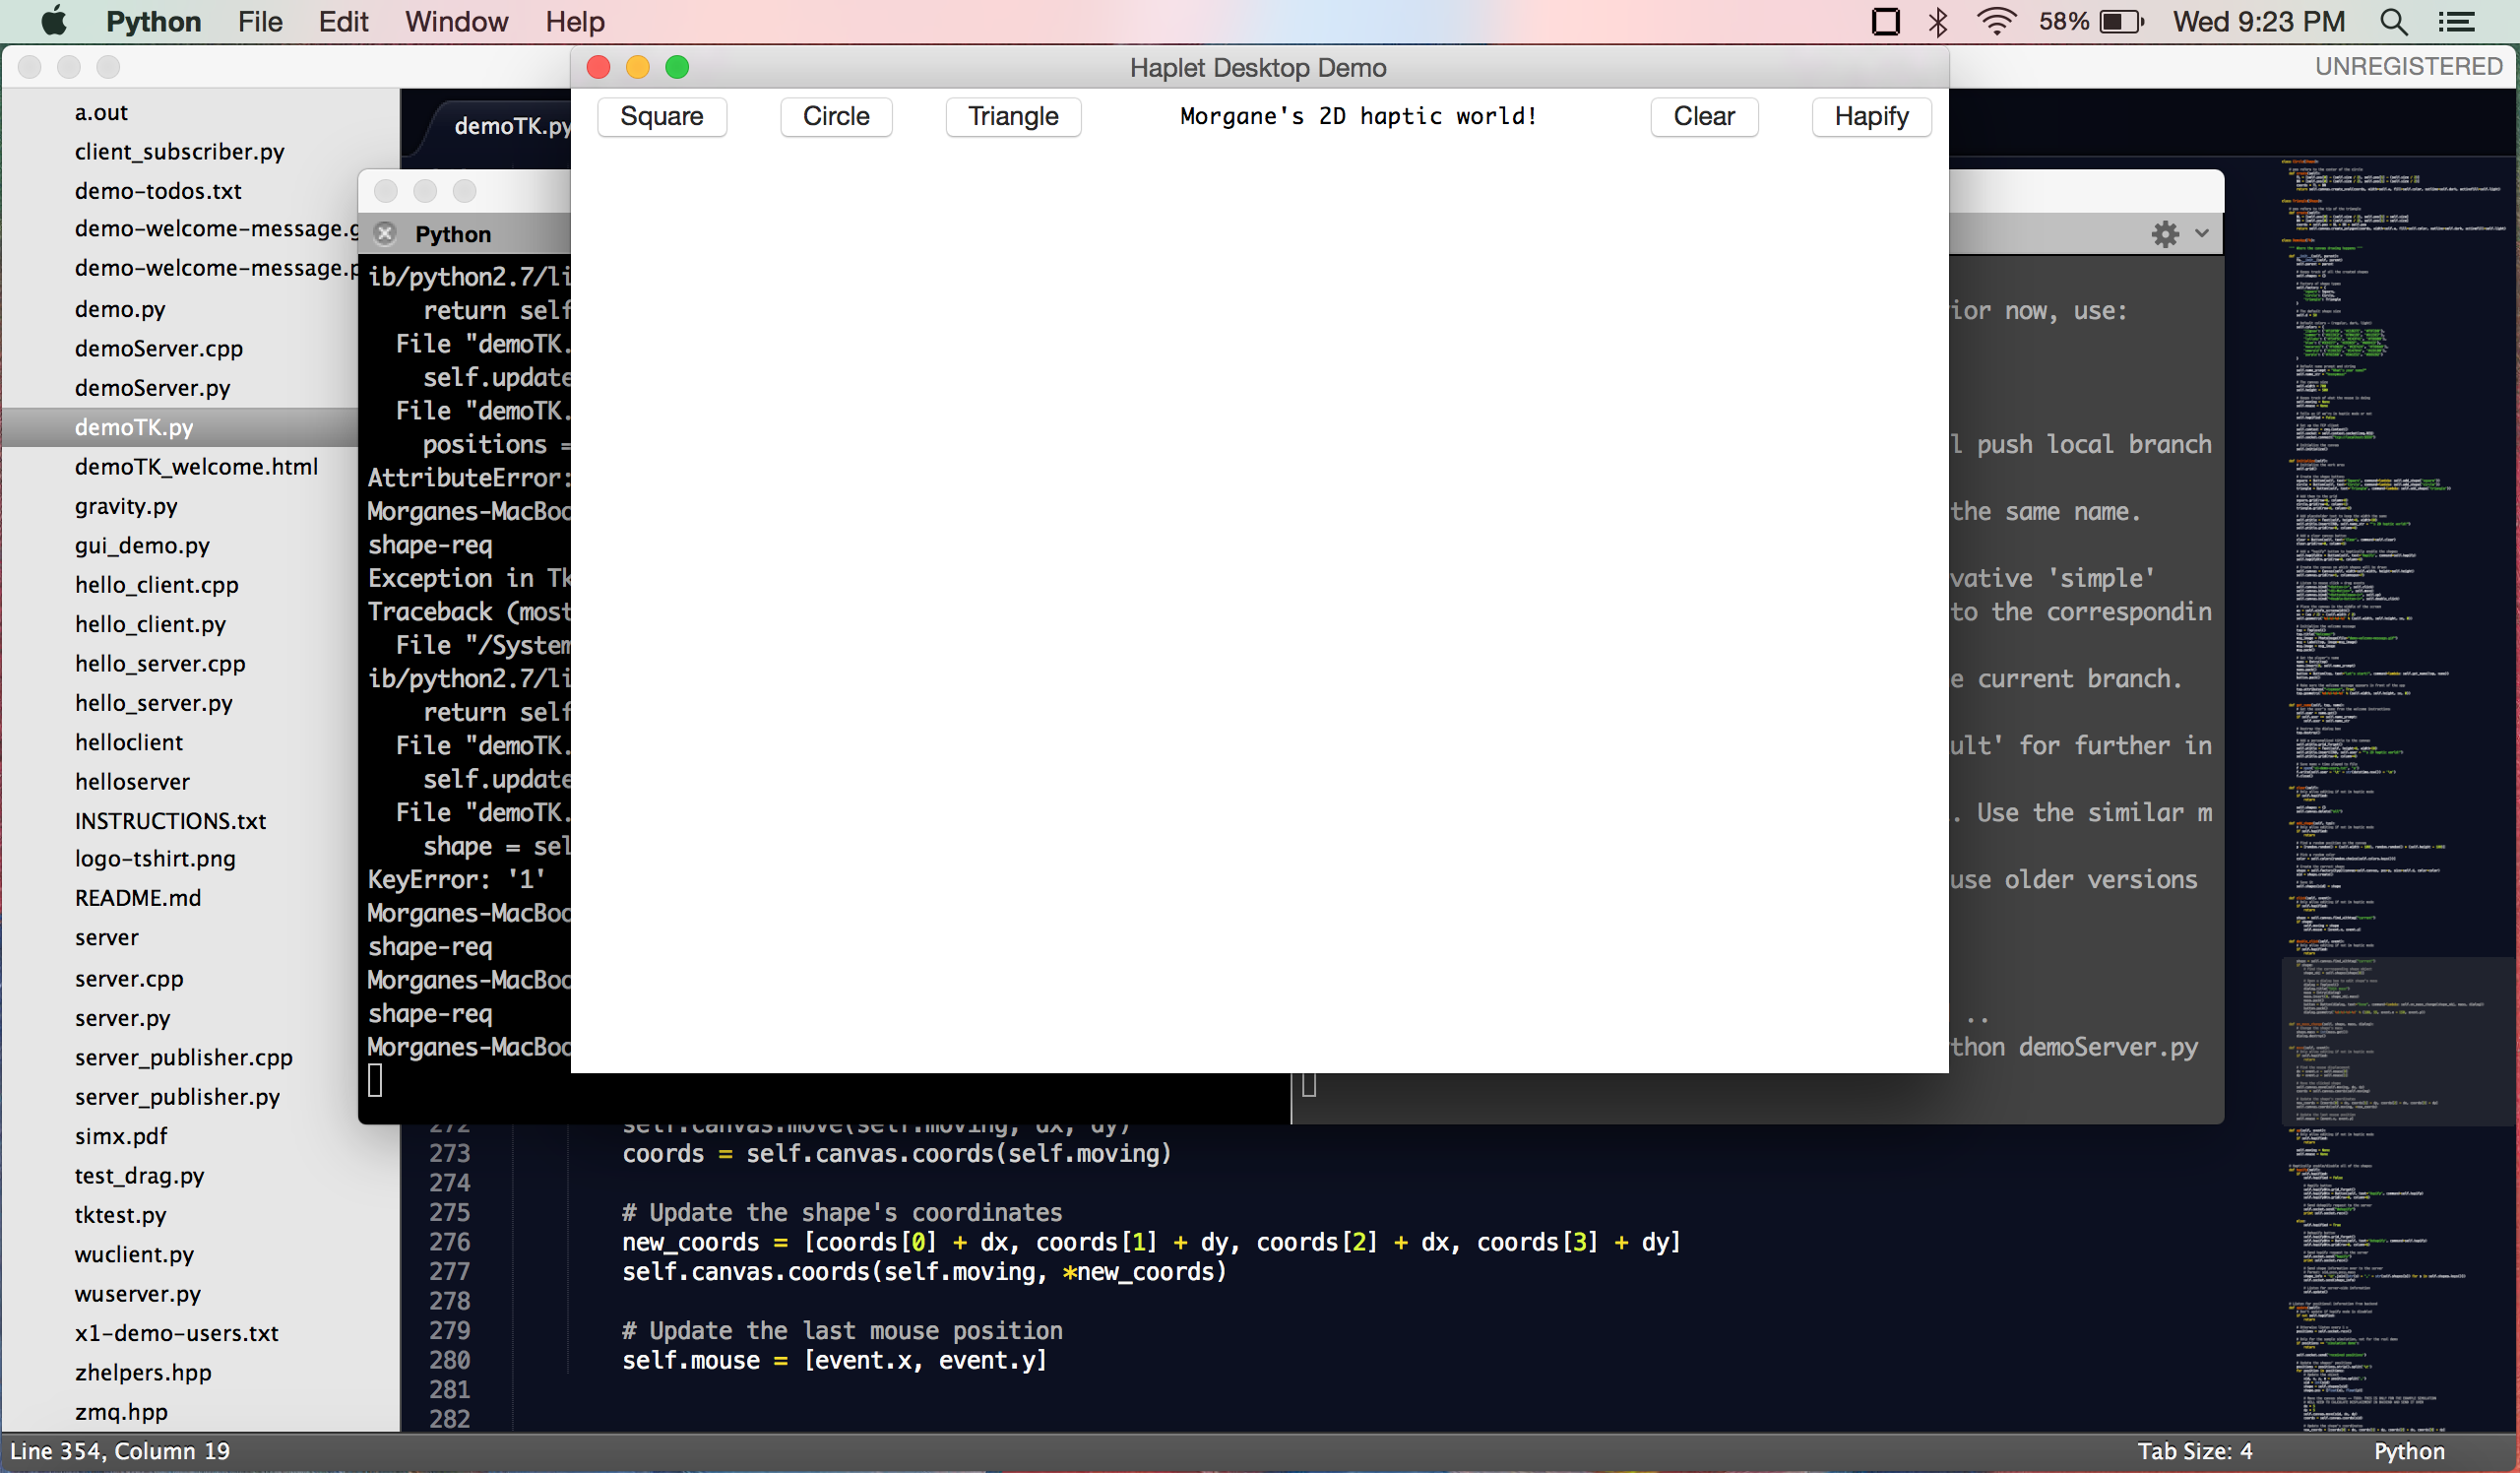 Python File Edit Window Help 58% Wed 9:23 PM
UNREGISTERED
Haplet Desktop Demo
Square Circle Triangle Morgane's 2D haptic world! Clear Hapify
a.out
client_subscriber.py
demo-todos.txt
demo-welcome-message.g
demo-welcome-message.p
demo.py
demoServer.cpp
demoServer.py
demoTK.py
demoTK_welcome.html
gravity.py
gui_demo.py
hello_client.cpp
hello_client.py
hello_server.cpp
hello_server.py
helloclient
helloserver
INSTRUCTIONS.txt
logo-tshirt.png
README.md
server
server.cpp
server.py
server_publisher.cpp
server_publisher.py
simx.pdf
test_drag.py
tktest.py
wuclient.py
wuserver.py
x1-demo-users.txt
zhelpers.hpp
zmq.hpp
demoTK.py
Python
ib/python2.7/li
return self
File "demoTK.
self.update
File "demoTK.
positions =
AttributeError:
Morganes-MacBoo
shape-req
Exception in Tk
Traceback (most
File "/System
ib/python2.7/li
return self
File "demoTK.
self.update
File "demoTK.
shape = sel
KeyError: '1'
Morganes-MacBoo
shape-req
Morganes-MacBoo
shape-req
Morganes-MacBoo
ior now, use:
l push local branch
the same name.
vative 'simple'
to the correspondin
e current branch.
ult' for further in
. Use the similar m
use older versions
..
thon demoServer.py
272 self.canvas.move(self.moving, dx, dy)
273 coords = self.canvas.coords(self.moving)
274
275 # Update the shape's coordinates
276 new_coords = [coords[0] + dx, coords[1] + dy, coords[2] + dx, coords[3] + dy]
277 self.canvas.coords(self.moving, *new_coords)
278
279 # Update the last mouse position
280 self.mouse = [event.x, event.y]
281
282
Line 354, Column 19 Tab Size: 4 Python